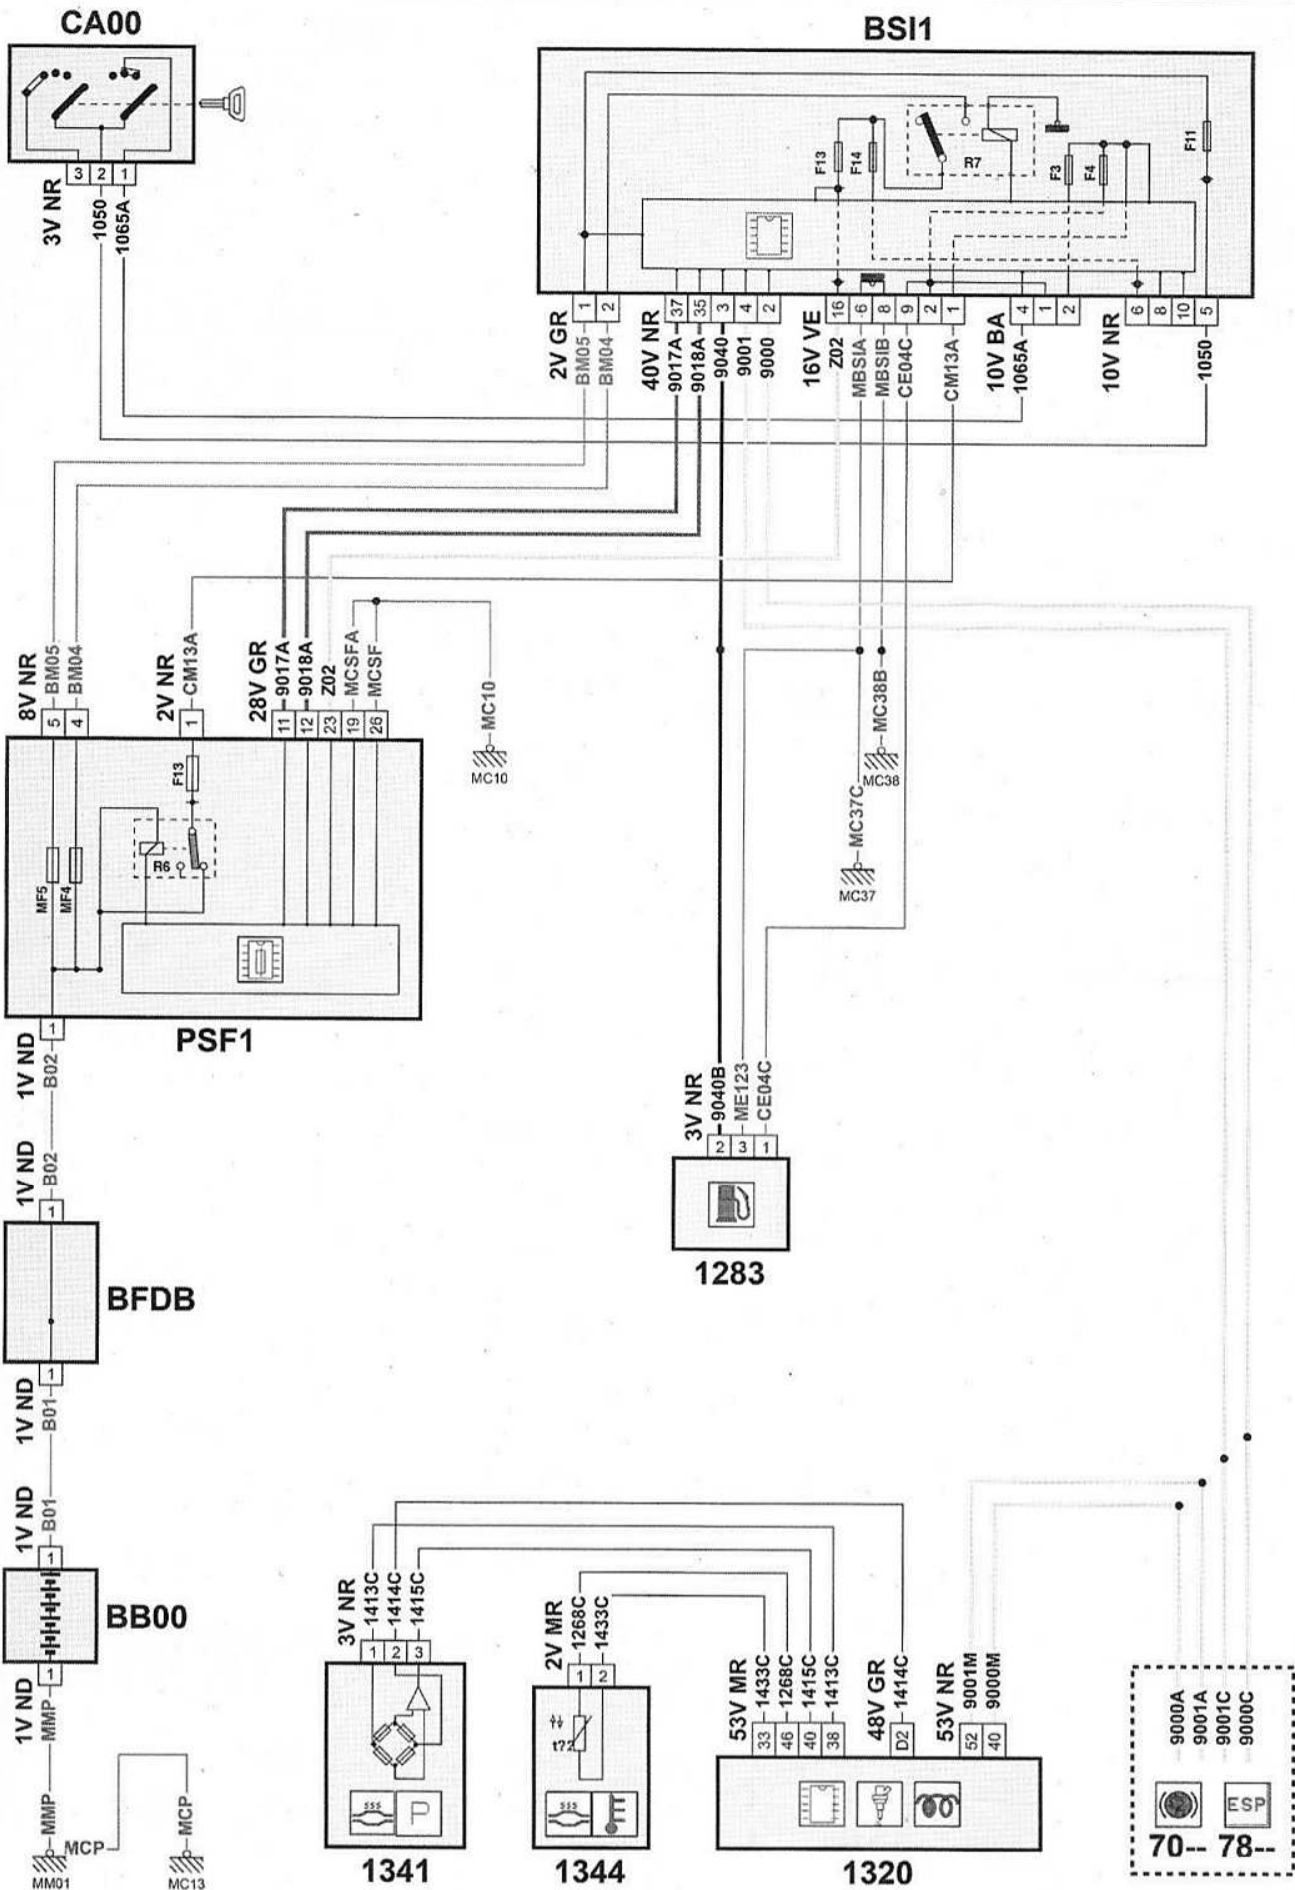 CA00
BSI1
F11
F13
F14
R7
F3
F4
3 2 1
3V NR
1050
1065A
1 2
37 35 3 4 2
16 6 8 9 2 1
4 1 2
6 8 10 5
2V GR
BM05
BM04
40V NR
9017A
9018A
9040
9001
9000
16V VE
Z02
MBSIA
MBSIB
CE04C
CM13A
10V BA
1065A
10V NR
1050
8V NR
BM05
BM04
2V NR
CM13A
28V GR
9017A
9018A
Z02
MCSFA
MCSF
MC10
MC10
MC38B
MC38
MC37C
MC37
5 4
1
11 12 23 19 26
F13
R6
MF5
MF4
1
PSF1
1V ND
B02
1V ND
B02
1
BFDB
1
1V ND
B01
1V ND
B01
1
BB00
1
1V ND
MMP
MMP
MCP
MCP
MM01
MC13
3V NR
9040B
ME123
CE04C
2 3 1
1283
3V NR
1413C
1414C
1415C
1 2 3
P
1341
2V MR
1268C
1433C
1 2
t??
1344
53V MR
1433C
1268C
1415C
1413C
48V GR
1414C
53V NR
9001M
9000M
33 46 40 38
D2
52 40
1320
9000A
9001A
9001C
9000C
ESP
70-- 78--